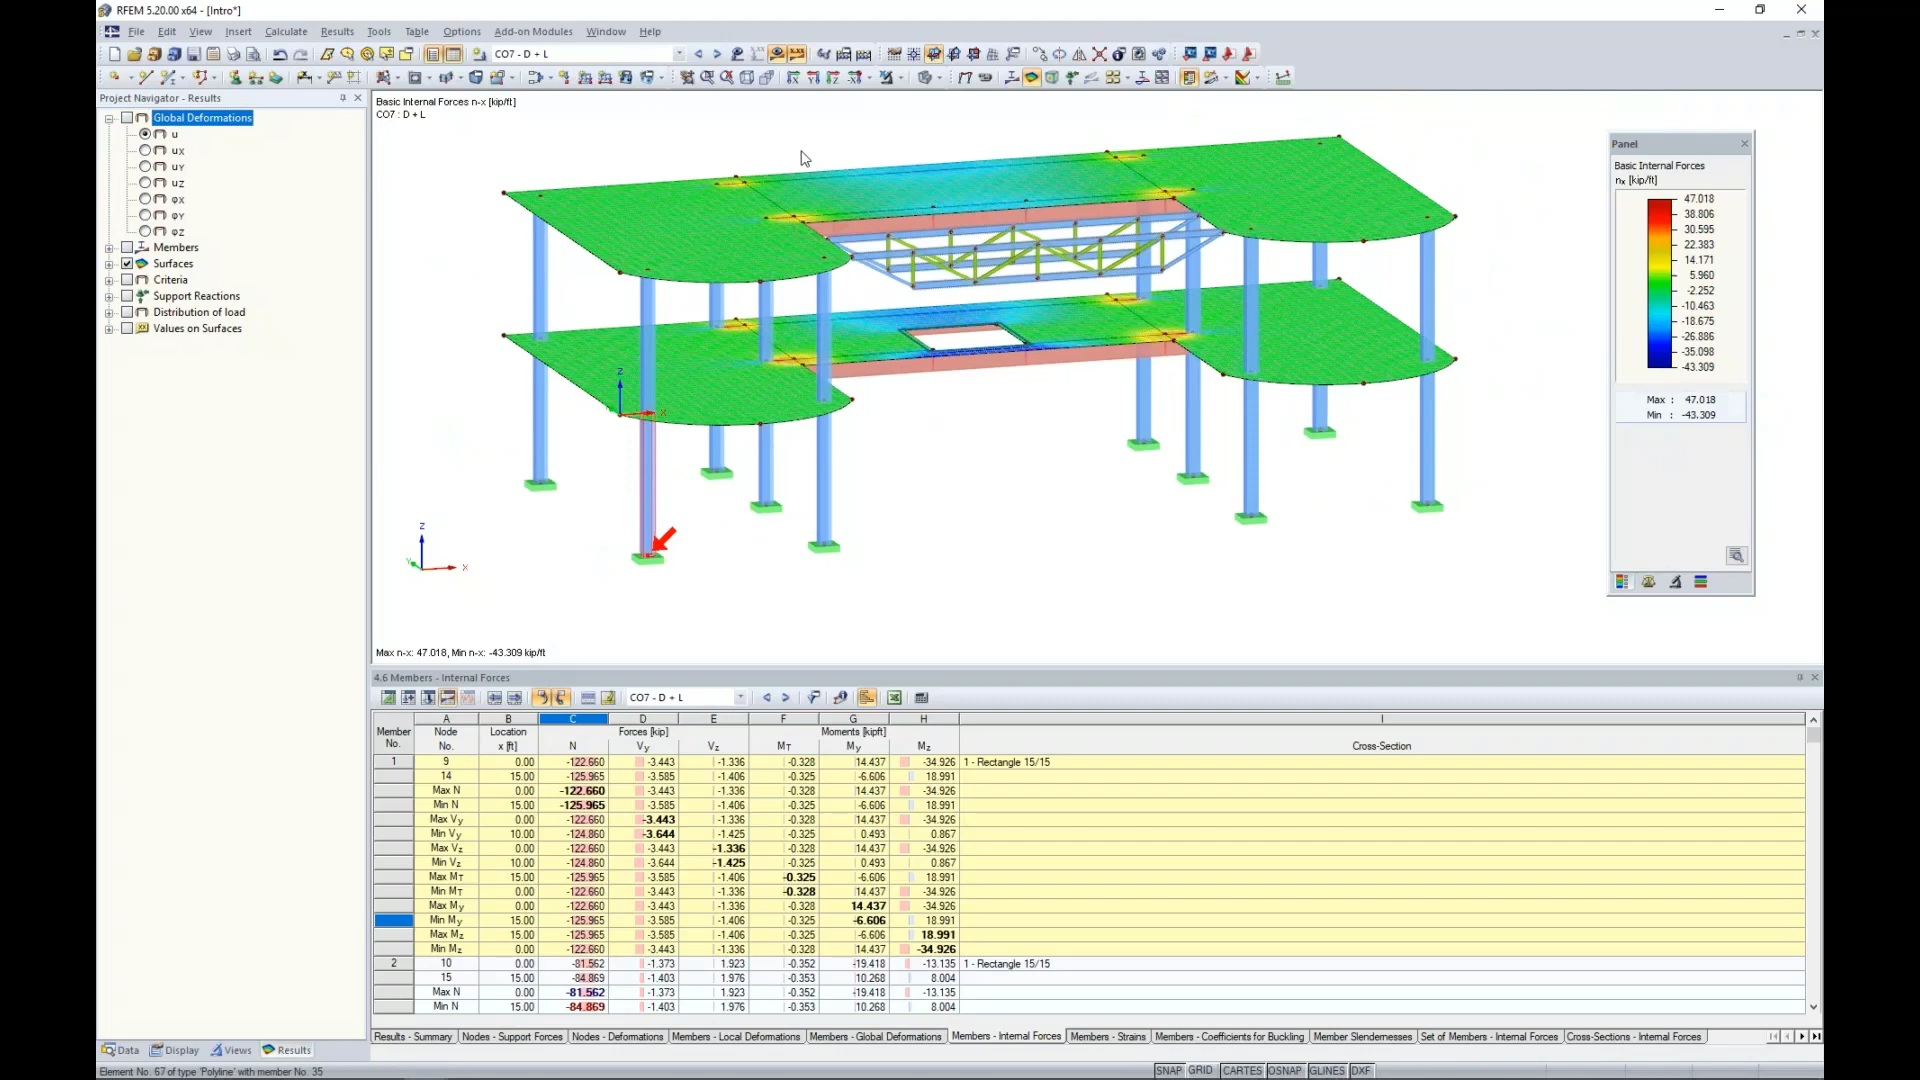 RFEM 5.20.00 x64 - [Intro*]
File Edit View Insert Calculate Results Tools Table Options Add-on Modules Window Help
CO7 - D + L
Project Navigator - Results
Global Deformations
u
uX
uY
uZ
φX
φY
φZ
Members
Surfaces
Criteria
Support Reactions
Distribution of load
Values on Surfaces
Data Display Views Results
Basic Internal Forces n-x [kip/ft]
CO7 : D + L
Z
X
Z
Y
X
Max n-x: 47.018, Min n-x: -43.309 kip/ft
Panel
Basic Internal Forces
nx [kip/ft]
47.018
38.806
30.595
22.383
14.171
5.960
-2.252
-10.463
-18.675
-26.886
-35.098
-43.309
Max : 47.018
Min : -43.309
4.6 Members - Internal Forces
CO7 - D + L
A B C D E F G H I
Member Node Location Forces [kip] Moments [kipft]
No. No. x [ft] N Vy Vz MT My Mz Cross-Section
1 9 0.00 -122.660 -3.443 -1.336 -0.328 14.437 -34.926 1 - Rectangle 15/15
14 15.00 -125.965 -3.585 -1.406 -0.325 -6.606 18.991
Max N 0.00 -122.660 -3.443 -1.336 -0.328 14.437 -34.926
Min N 15.00 -125.965 -3.585 -1.406 -0.325 -6.606 18.991
Max Vy 0.00 -122.660 -3.443 -1.336 -0.328 14.437 -34.926
Min Vy 10.00 -124.860 -3.644 -1.425 -0.325 0.493 0.867
Max Vz 0.00 -122.660 -3.443 -1.336 -0.328 14.437 -34.926
Min Vz 10.00 -124.860 -3.644 -1.425 -0.325 0.493 0.867
Max MT 15.00 -125.965 -3.585 -1.406 -0.325 -6.606 18.991
Min MT 0.00 -122.660 -3.443 -1.336 -0.328 14.437 -34.926
Max My 0.00 -122.660 -3.443 -1.336 -0.328 14.437 -34.926
Min My 15.00 -125.965 -3.585 -1.406 -0.325 -6.606 18.991
Max Mz 15.00 -125.965 -3.585 -1.406 -0.325 -6.606 18.991
Min Mz 0.00 -122.660 -3.443 -1.336 -0.328 14.437 -34.926
2 10 0.00 -81.562 -1.373 1.923 -0.352 -19.418 -13.135 1 - Rectangle 15/15
15 15.00 -84.869 -1.403 1.976 -0.353 10.268 8.004
Max N 0.00 -81.562 -1.373 1.923 -0.352 -19.418 -13.135
Min N 15.00 -84.869 -1.403 1.976 -0.353 10.268 8.004
Results - Summary Nodes - Support Forces Nodes - Deformations Members - Local Deformations Members - Global Deformations Members - Internal Forces Members - Strains Members - Coefficients for Buckling Member Slendernesses Set of Members - Internal Forces Cross-Sections - Internal Forces
Element No. 67 of type 'Polyline' with member No. 35
SNAP GRID CARTES OSNAP GLINES DXF